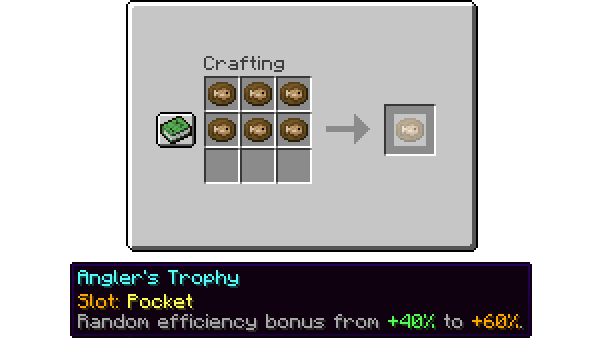 Crafting
Angler's Trophy
Slot: Pocket
Random efficiency bonus from +40% to +60%.